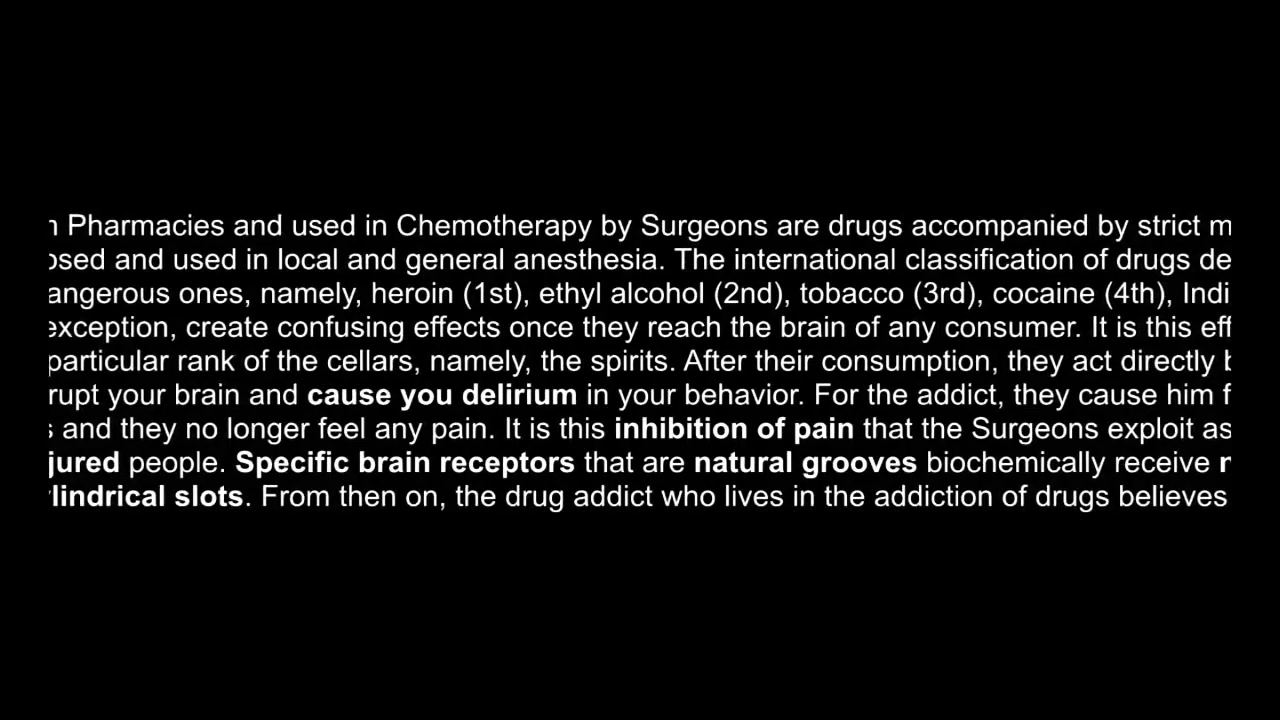 Pharmacies and used in Chemotherapy by Surgeons are drugs accompanied by strict
and used in local and general anesthesia. The international classification of drugs
ones, namely, heroin (1st), ethyl alcohol (2nd), tobacco (3rd), cocaine (4th),
exception, create confusing effects once they reach the brain of any consumer. It is this
particular rank of the cellars, namely, the spirits. After their consumption, they act directly
your brain and cause you delirium in your behavior. For the addict, they cause him
and they no longer feel any pain. It is this inhibition of pain that the Surgeons exploit as
people. Specific brain receptors that are natural grooves biochemically receive
slots. From then on, the drug addict who lives in the addiction of drugs believes